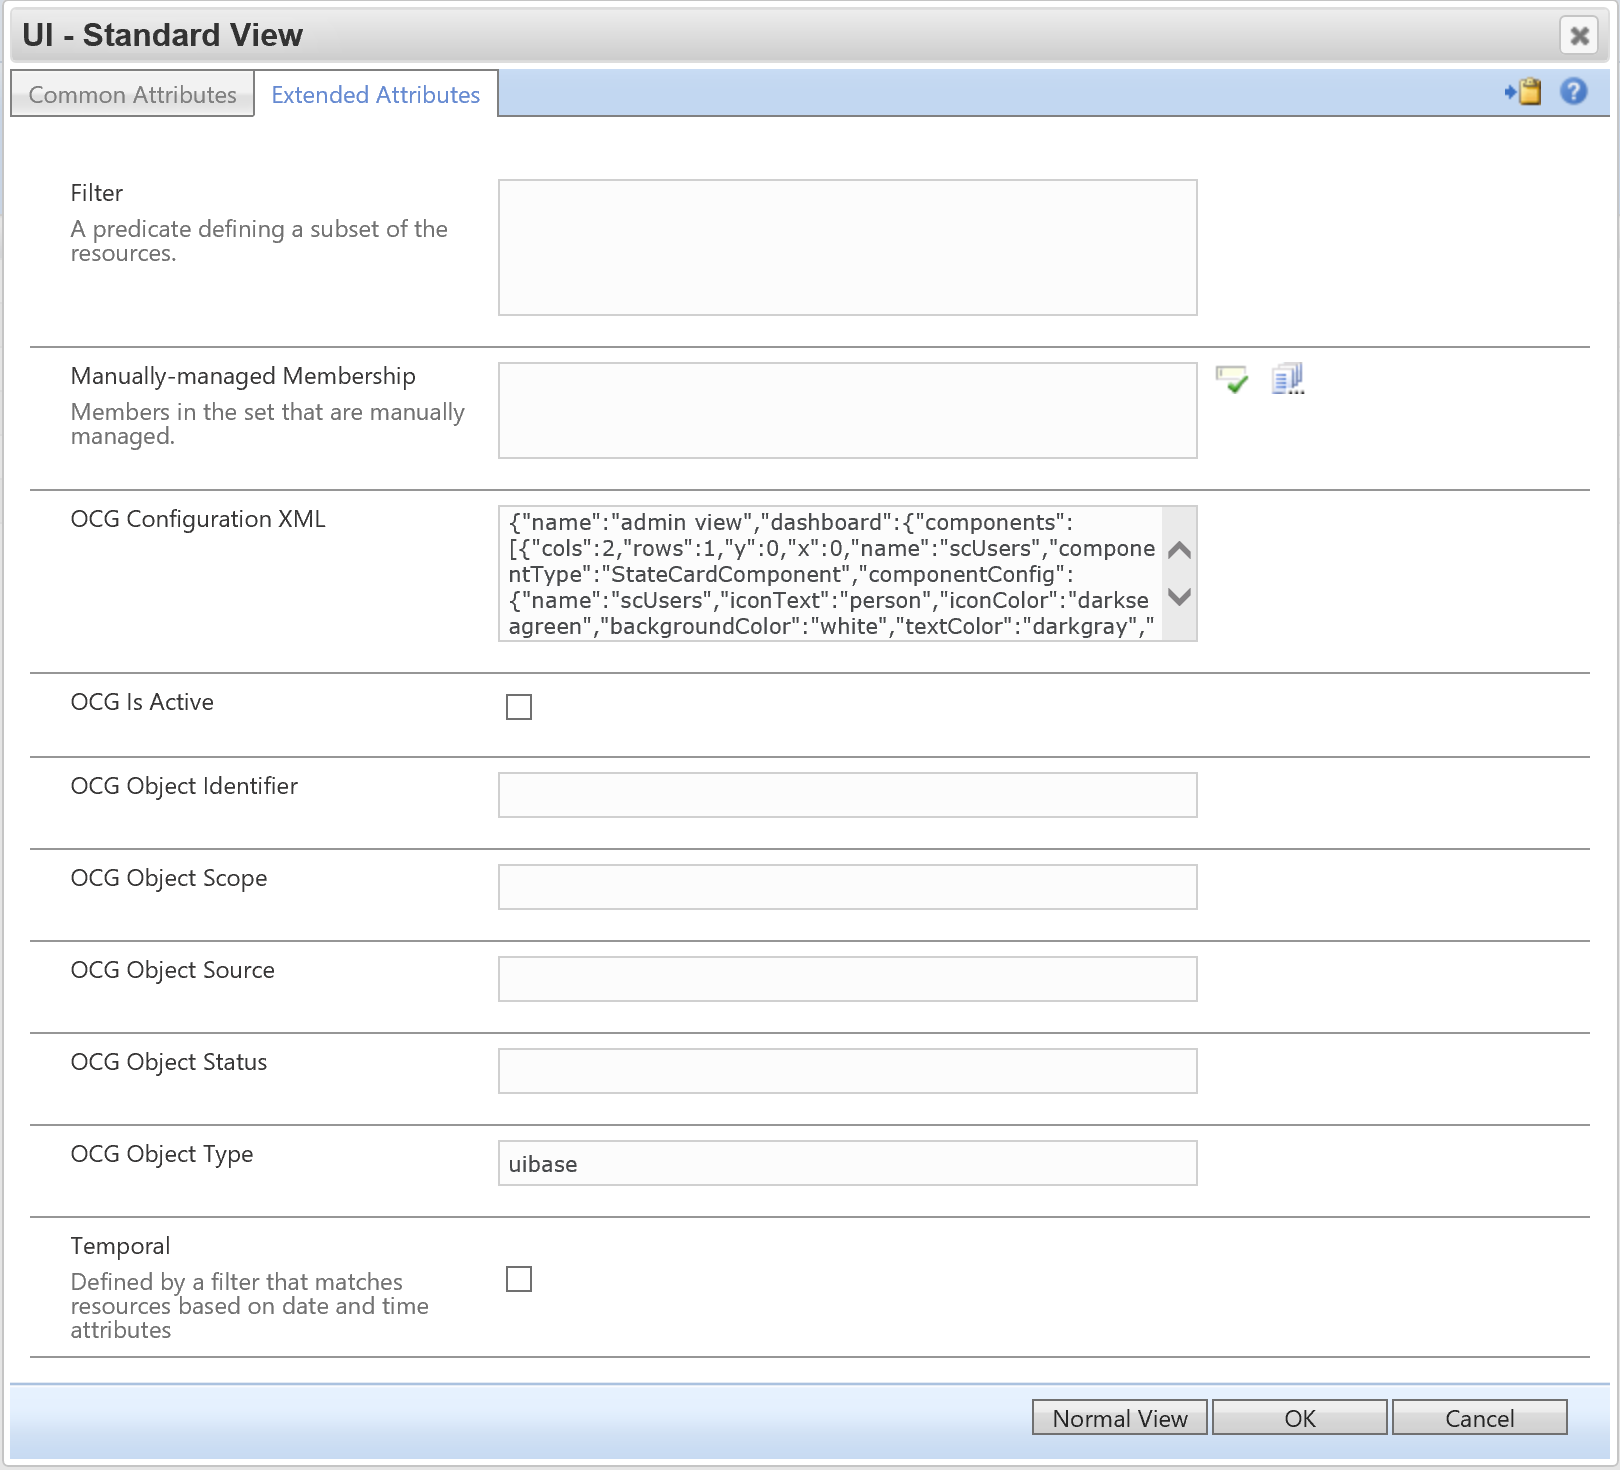 UI - Standard View
Common Attributes
Extended Attributes
Filter
A predicate defining a subset of the
resources.
Manually-managed Membership
Members in the set that are manually
managed.
OCG Configuration XML
{"name":"admin view","dashboard":{"components":
[{"cols":2,"rows":1,"y":0,"x":0,"name":"scUsers","compone
ntType":"StateCardComponent","componentConfig":
{"name":"scUsers","iconText":"person","iconColor":"darkse
agreen","backgroundColor":"white","textColor":"darkgray","
OCG Is Active
OCG Object Identifier
OCG Object Scope
OCG Object Source
OCG Object Status
OCG Object Type
uibase
Temporal
Defined by a filter that matches
resources based on date and time
attributes
Normal View
OK
Cancel